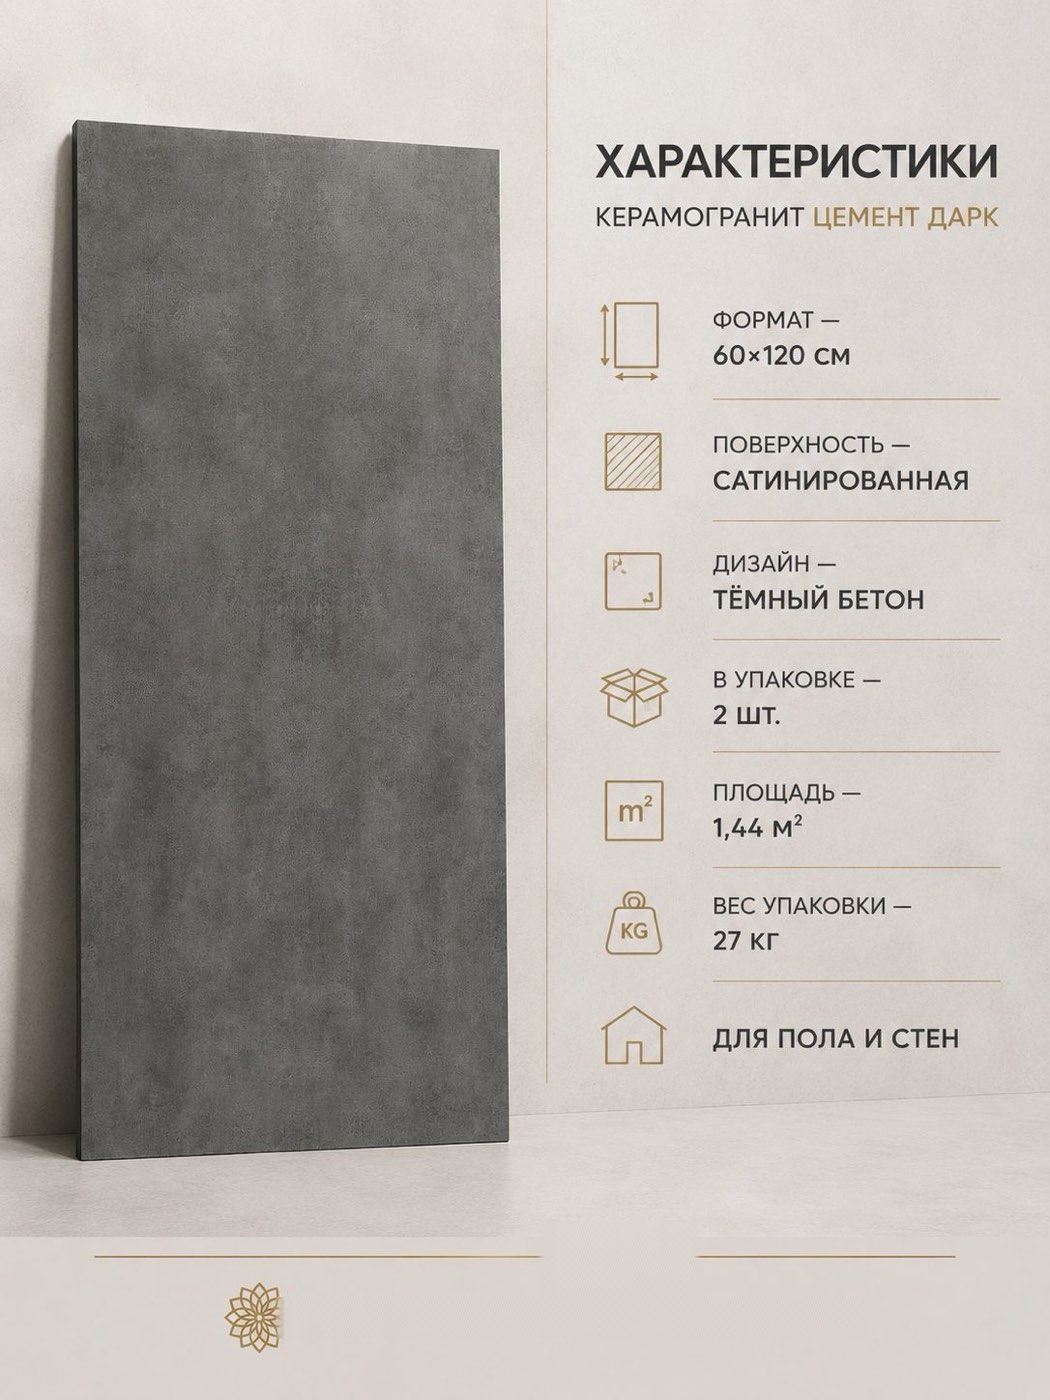 ХАРАКТЕРИСТИКИ
КЕРАМОГРАНИТ ЦЕМЕНТ ДАРК
ФОРМАТ —
60×120 СМ
ПОВЕРХНОСТЬ —
САТИНИРОВАННАЯ
ДИЗАЙН —
ТЁМНЫЙ БЕТОН
В УПАКОВКЕ —
2 ШТ.
m²
ПЛОЩАДЬ —
1,44 М²
KG
ВЕС УПАКОВКИ —
27 КГ
ДЛЯ ПОЛА И СТЕН